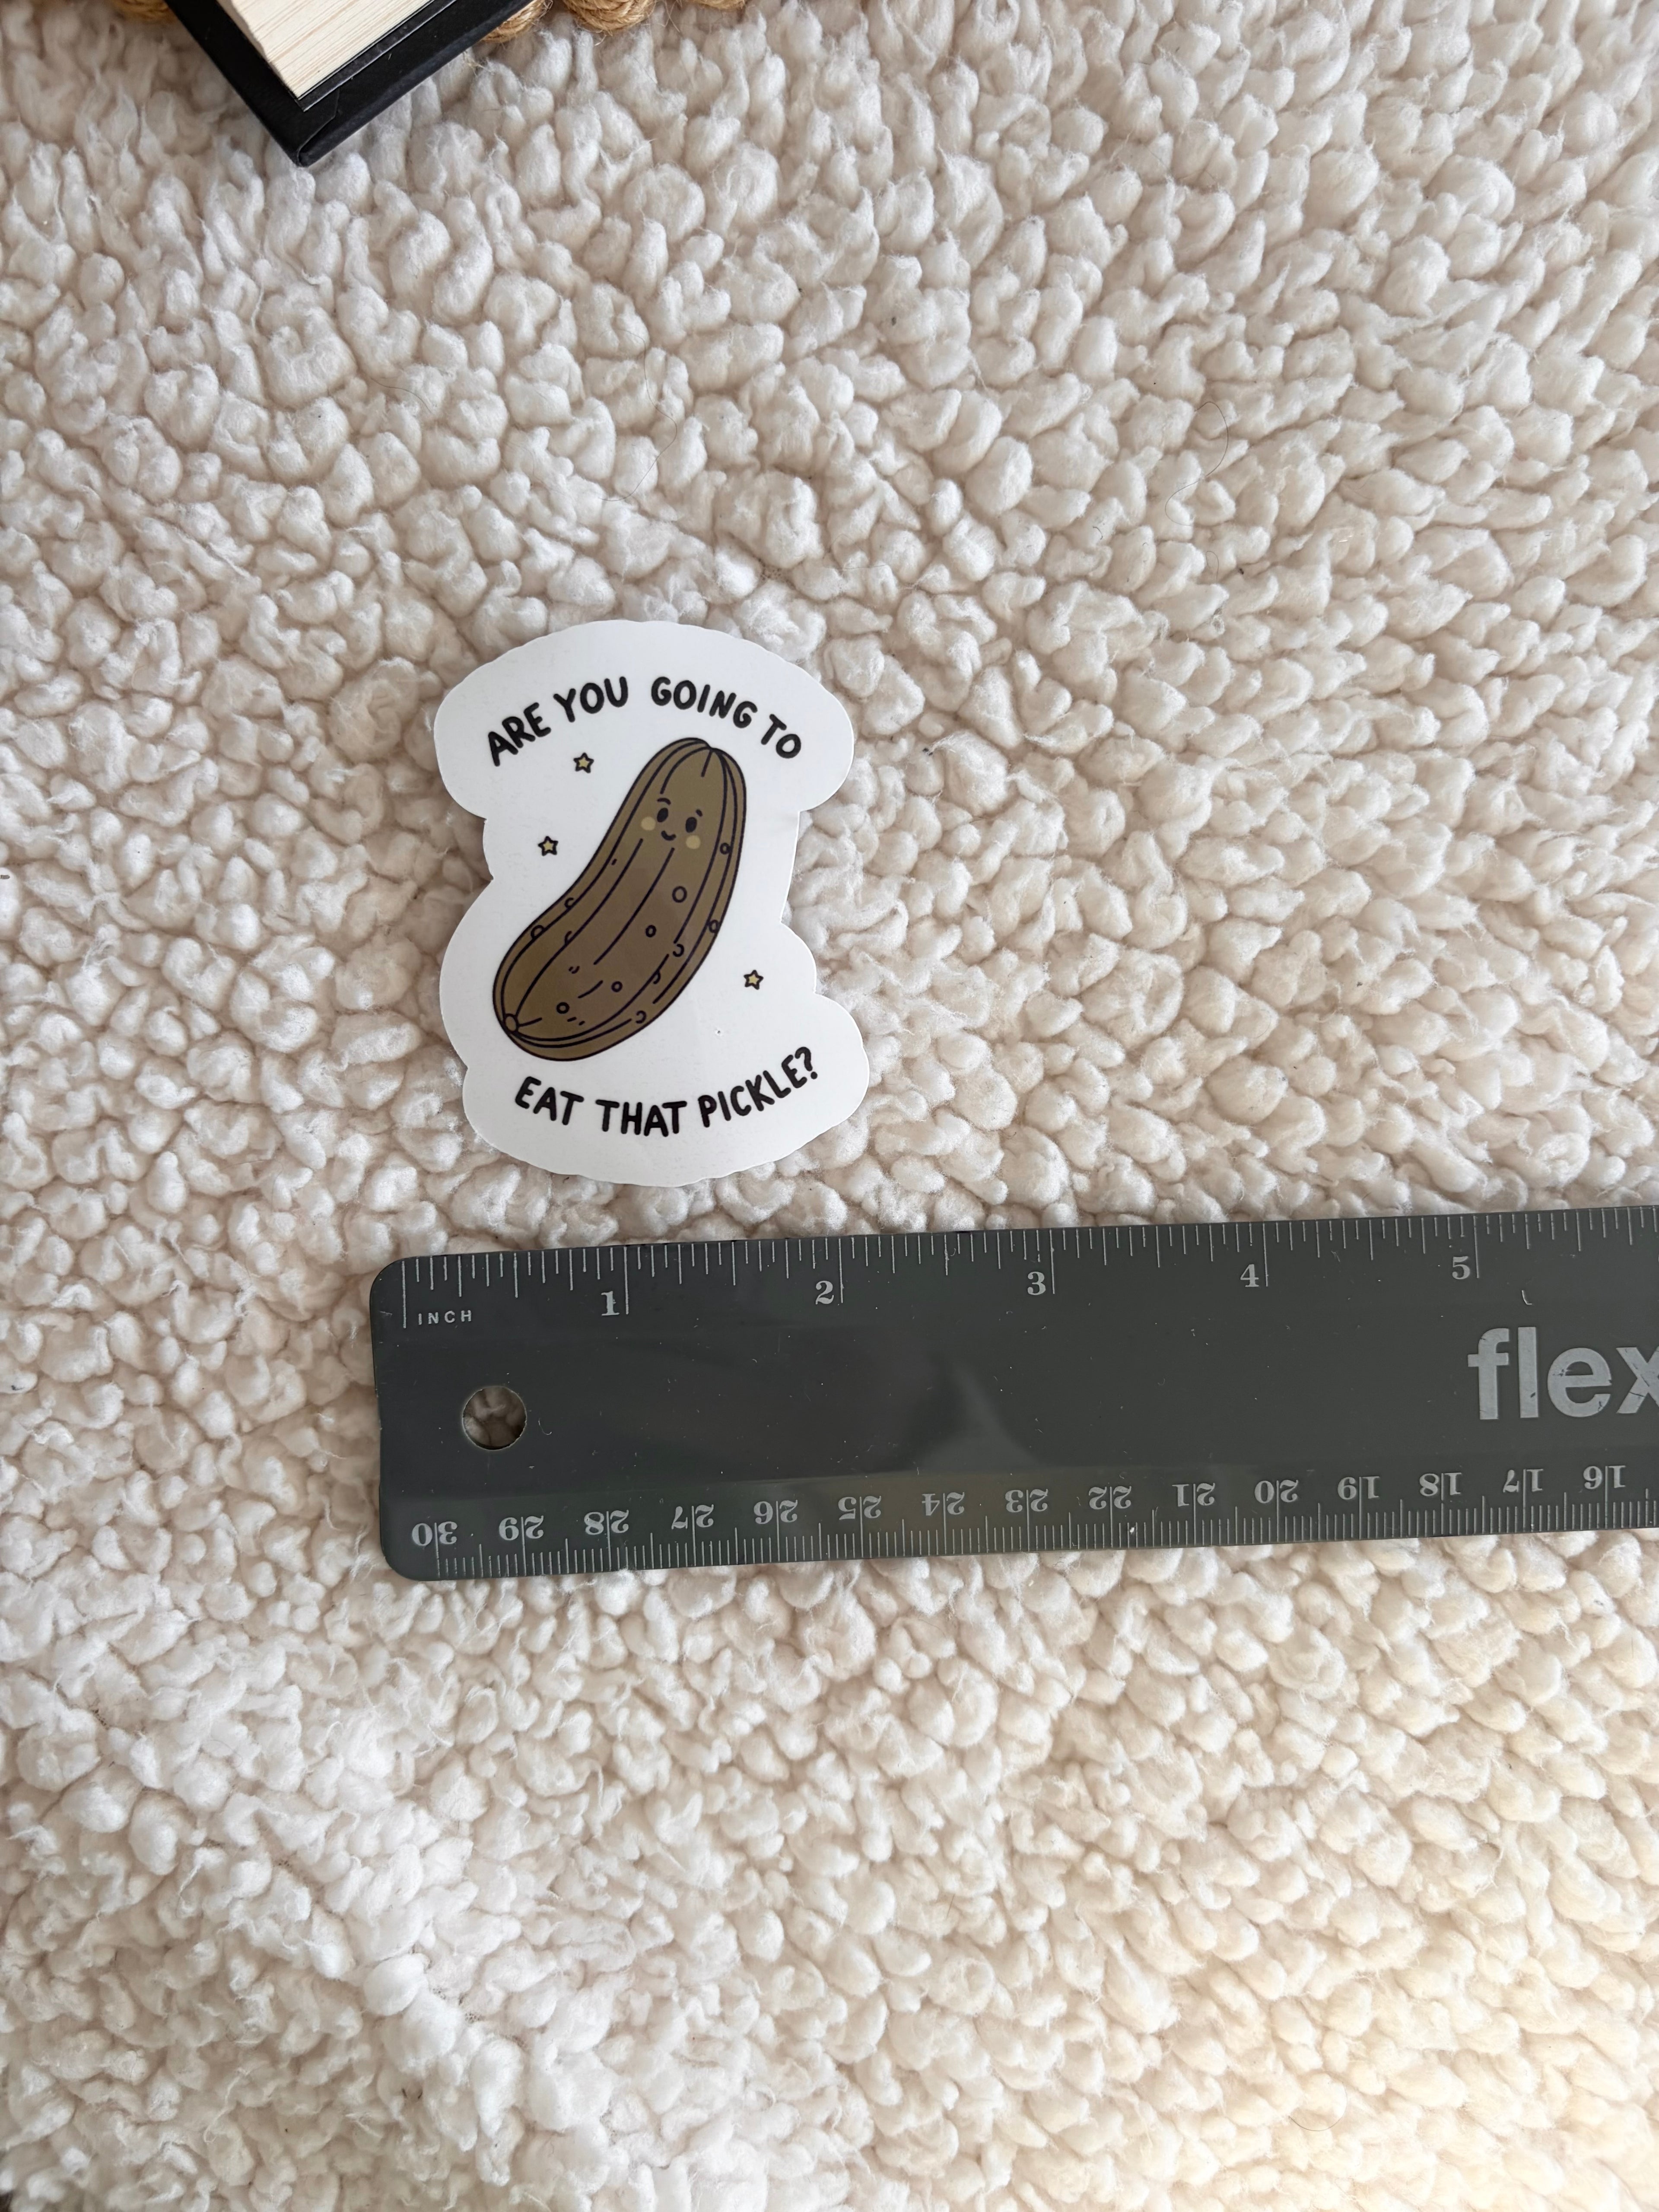 ARE YOU GOING TO
EAT THAT PICKLE?
1 2 3 4 5
INCH
flex
30 29 28 27 26 25 24 23 22 21 20 19 18 17 16